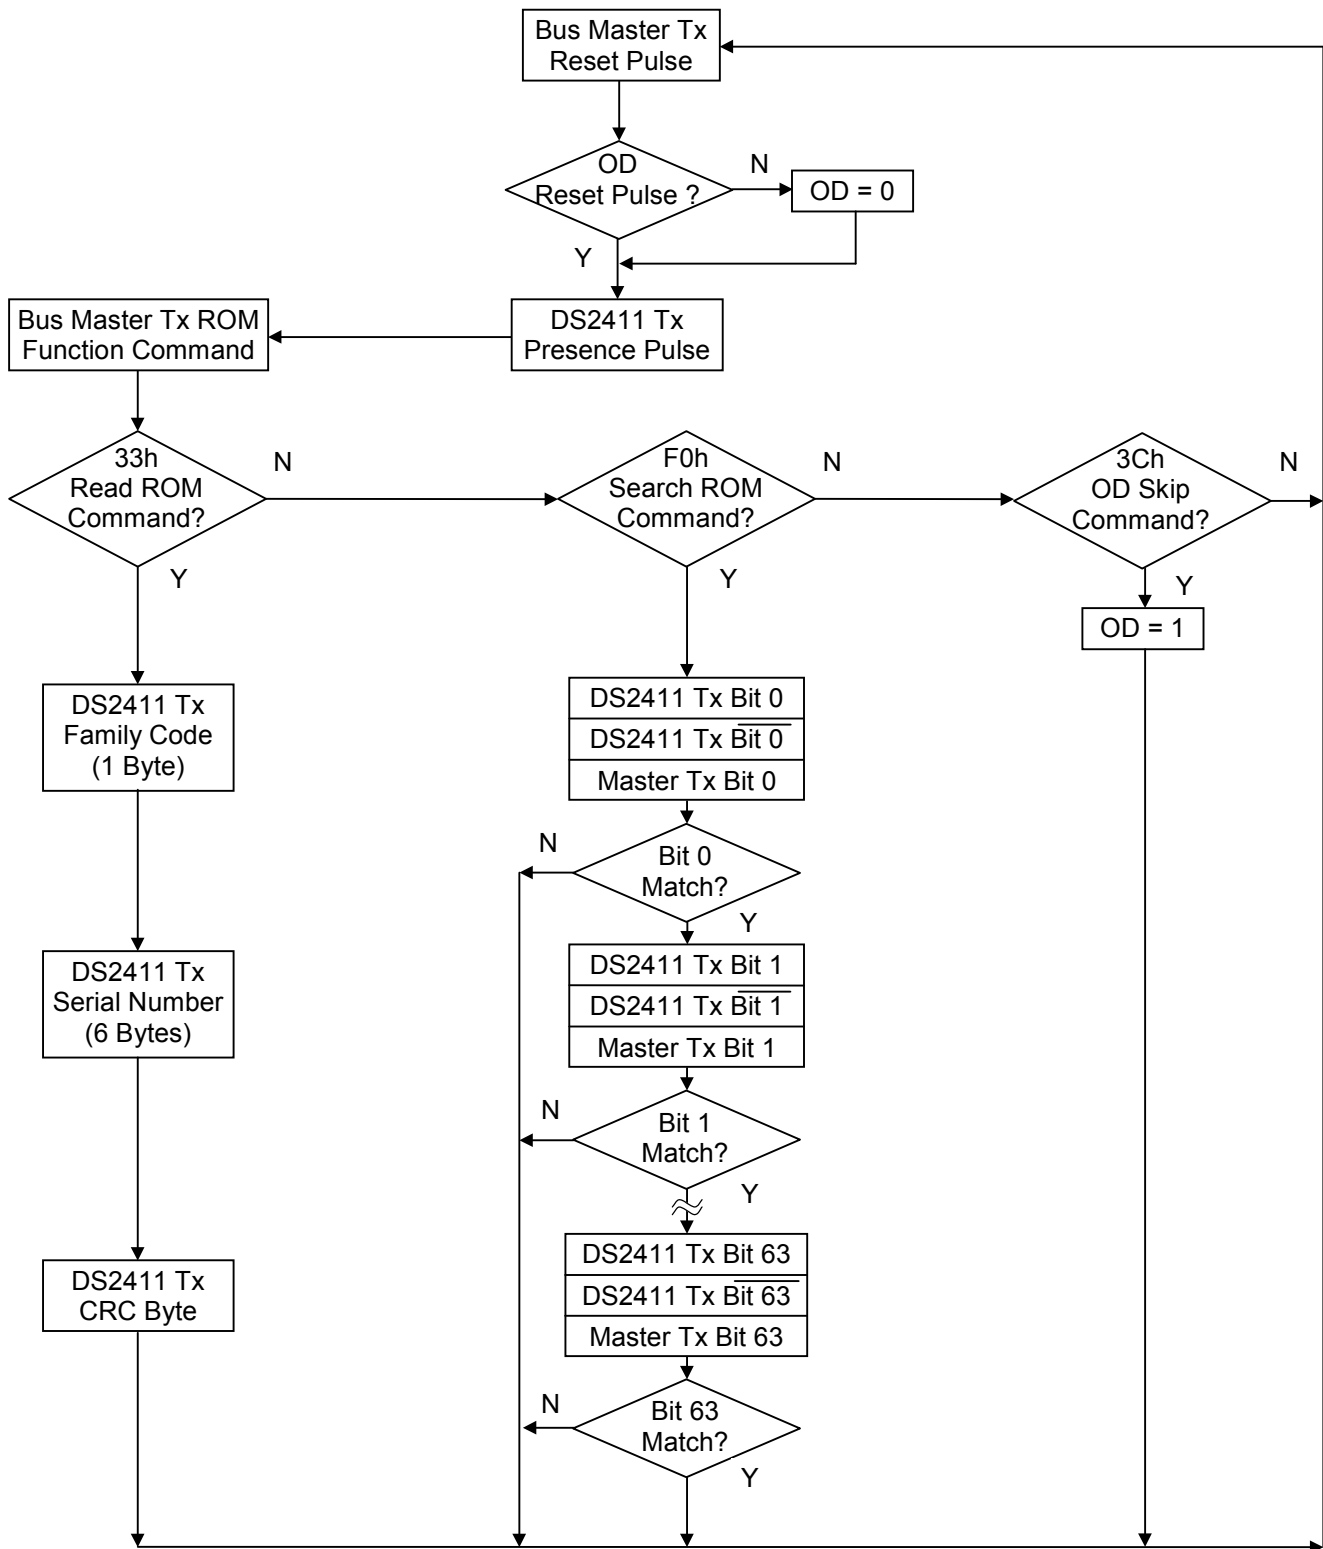 Bus Master Tx
Reset Pulse
OD
Reset Pulse ?
N
OD = 0
Y
Bus Master Tx ROM
Function Command
DS2411 Tx
Presence Pulse
33h
Read ROM
Command?
N
Y
F0h
Search ROM
Command?
N
Y
3Ch
OD Skip
Command?
N
Y
OD = 1
DS2411 Tx
Family Code
(1 Byte)
DS2411 Tx
Serial Number
(6 Bytes)
DS2411 Tx
CRC Byte
DS2411 Tx Bit 0
DS2411 Tx B̅i̅t̅ ̅0̅
Master Tx Bit 0
Bit 0
Match?
N
Y
DS2411 Tx Bit 1
DS2411 Tx B̅i̅t̅ ̅1̅
Master Tx Bit 1
Bit 1
Match?
N
Y
DS2411 Tx Bit 63
DS2411 Tx B̅i̅t̅ ̅6̅3̅
Master Tx Bit 63
Bit 63
Match?
N
Y